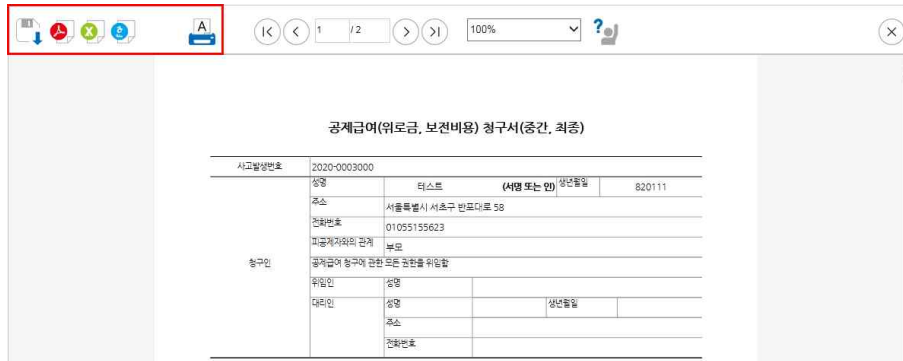 A
1 / 2
100%
?
공제급여(위로금, 보전비용) 청구서(중간, 최종)
사고발생번호 2020-0003000
청구인
성명 테스트 (서명 또는 인) 생년월일 820111
주소 서울특별시 서초구 반포대로 58
전화번호 01055155623
피공제자와의 관계 부모
공제급여 청구에 관한 모든 권한을 위임함
위임인 성명
대리인 성명 생년월일
주소
전화번호